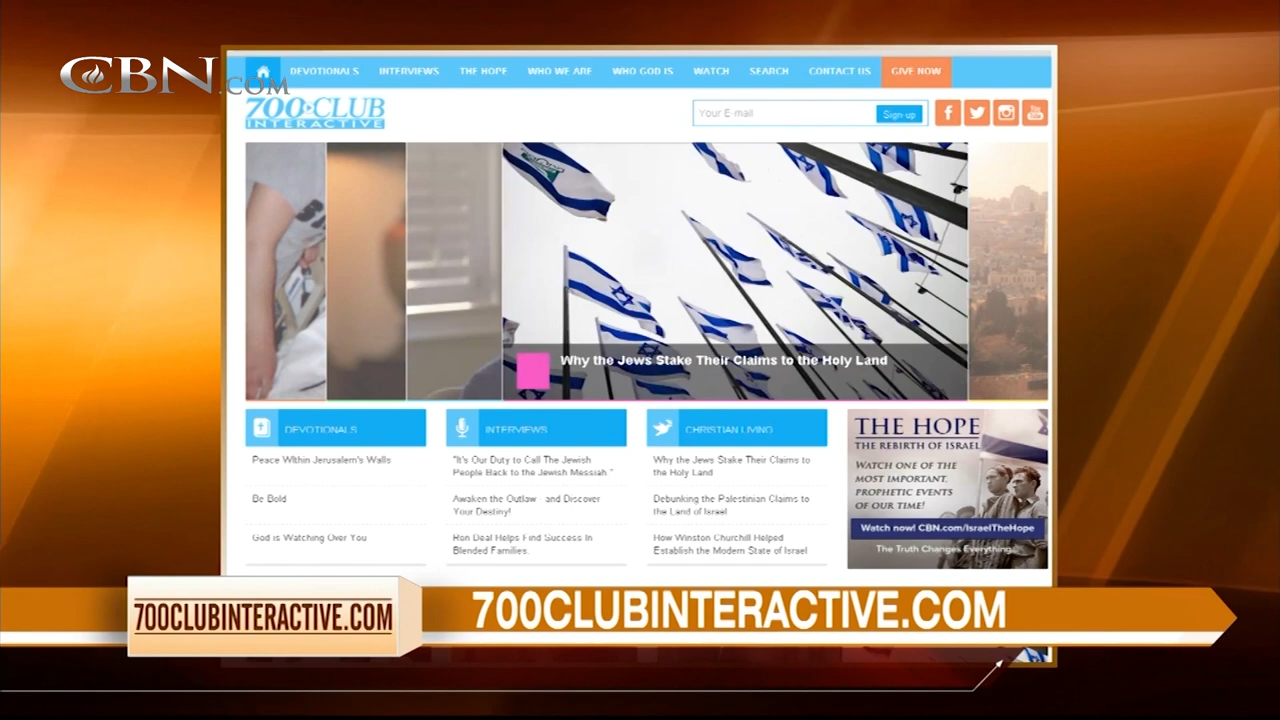 CBN.COM
DEVOTIONALS INTERVIEWS THE HOPE WHO WE ARE WHO GOD IS WATCH SEARCH CONTACT US GIVE NOW
700 CLUB
INTERACTIVE
Your E-mail
Sign-up
Why the Jews Stake Their Claims to the Holy Land
DEVOTIONALS
Peace Within Jerusalem's Walls
Be Bold
God is Watching Over You
INTERVIEWS
"It's Our Duty to Call The Jewish
People Back to the Jewish Messiah."
Awaken the Outlaw - and Discover
Your Destiny!
Ron Deal Helps Find Success In
Blended Families.
CHRISTIAN LIVING
Why the Jews Stake Their Claims to
the Holy Land
Debunking the Palestinian Claims to
the Land of Israel
How Winston Churchill Helped
Establish the Modern State of Israel
THE HOPE
THE REBIRTH OF ISRAEL
WATCH ONE OF THE
MOST IMPORTANT,
PROPHETIC EVENTS
OF OUR TIME!
Watch now! CBN.com/IsraelTheHope
The Truth Changes Everything...
700CLUBINTERACTIVE.COM
700CLUBINTERACTIVE.COM